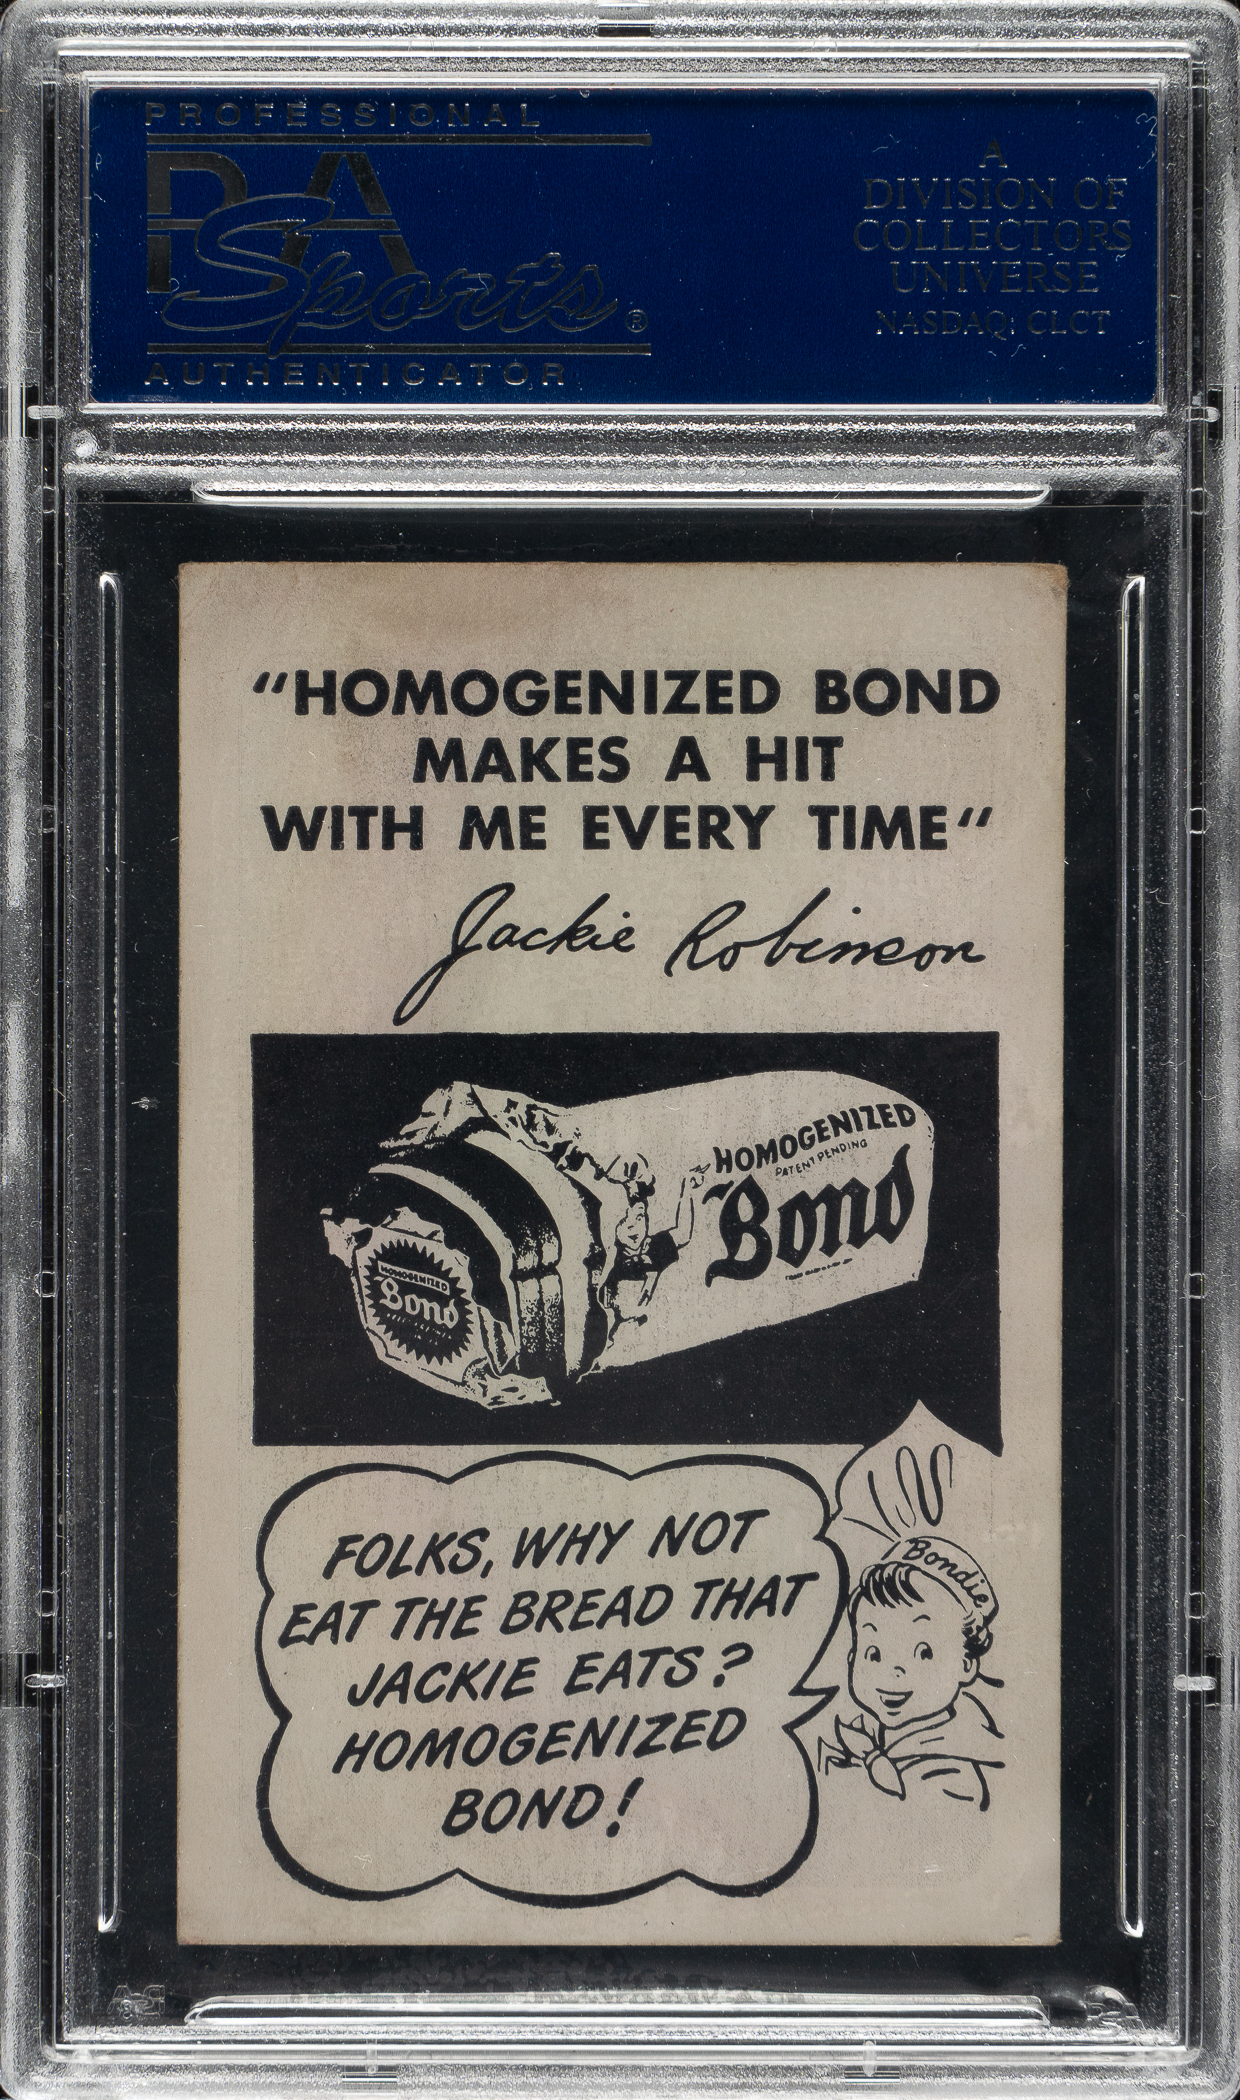 PROFESSIONAL
PSA
Sports®
AUTHENTICATOR
A
DIVISION OF
COLLECTORS
UNIVERSE
NASDAQ: CLCT
"HOMOGENIZED BOND
MAKES A HIT
WITH ME EVERY TIME"
Jackie Robinson
HOMOGENIZED
PATENT PENDING
Bond
HOMOGENIZED
Bond
FOLKS, WHY NOT
EAT THE BREAD THAT
JACKIE EATS?
HOMOGENIZED
BOND!
Bondie